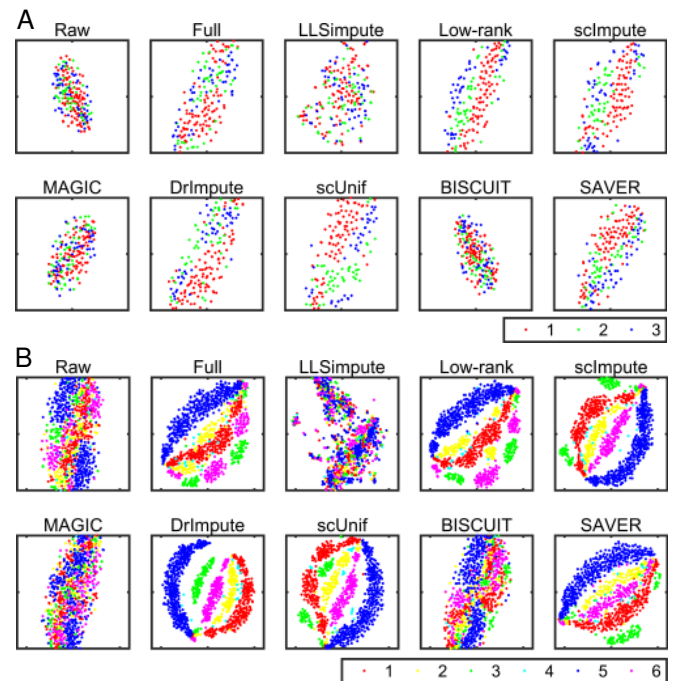 A
Raw Full LLSimpute Low-rank scImpute
MAGIC DrImpute scUnif BISCUIT SAVER
1 2 3
B
Raw Full LLSimpute Low-rank scImpute
MAGIC DrImpute scUnif BISCUIT SAVER
1 2 3 4 5 6